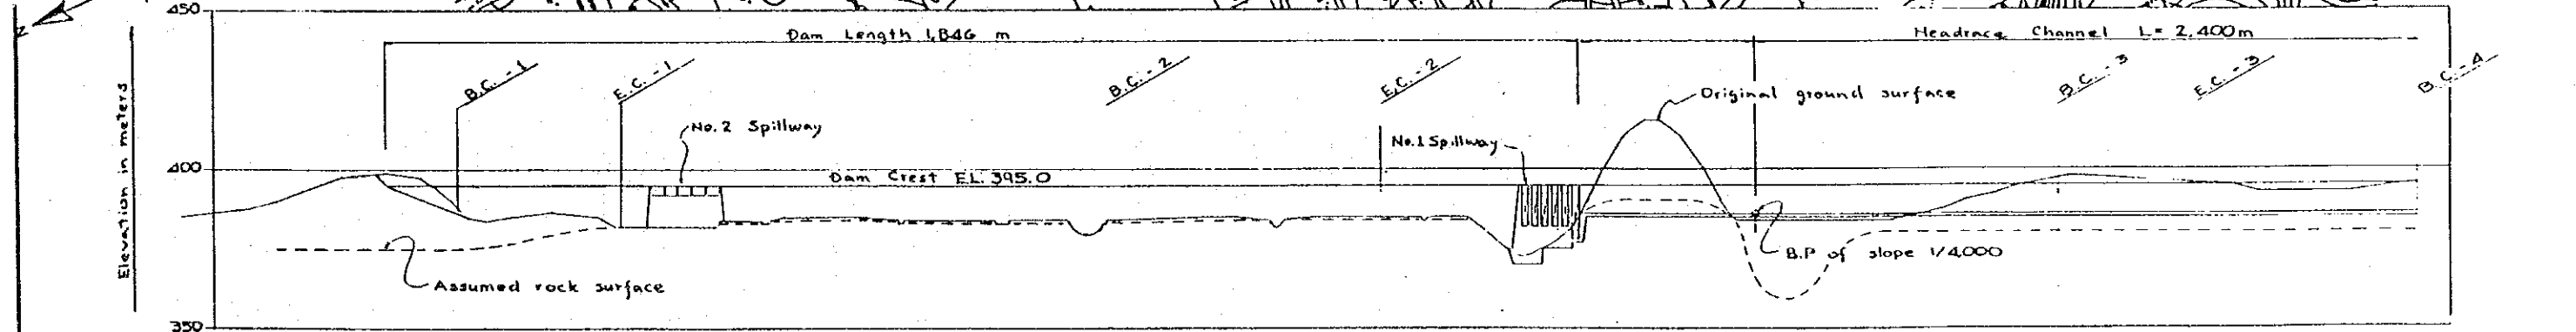 N
450
Dam Length 1,846 m
Headrace Channel L= 2,400m
B.C.-1
E.C.-1
B.C.-2
E.C.-2
B.C.-3
E.C.-3
B.C.-4
Original ground surface
No.2 Spillway
No.1 Spillway
Elevation in meters
400
Dam Crest EL. 395.0
B.P of slope 1/4,000
Assumed rock surface
350